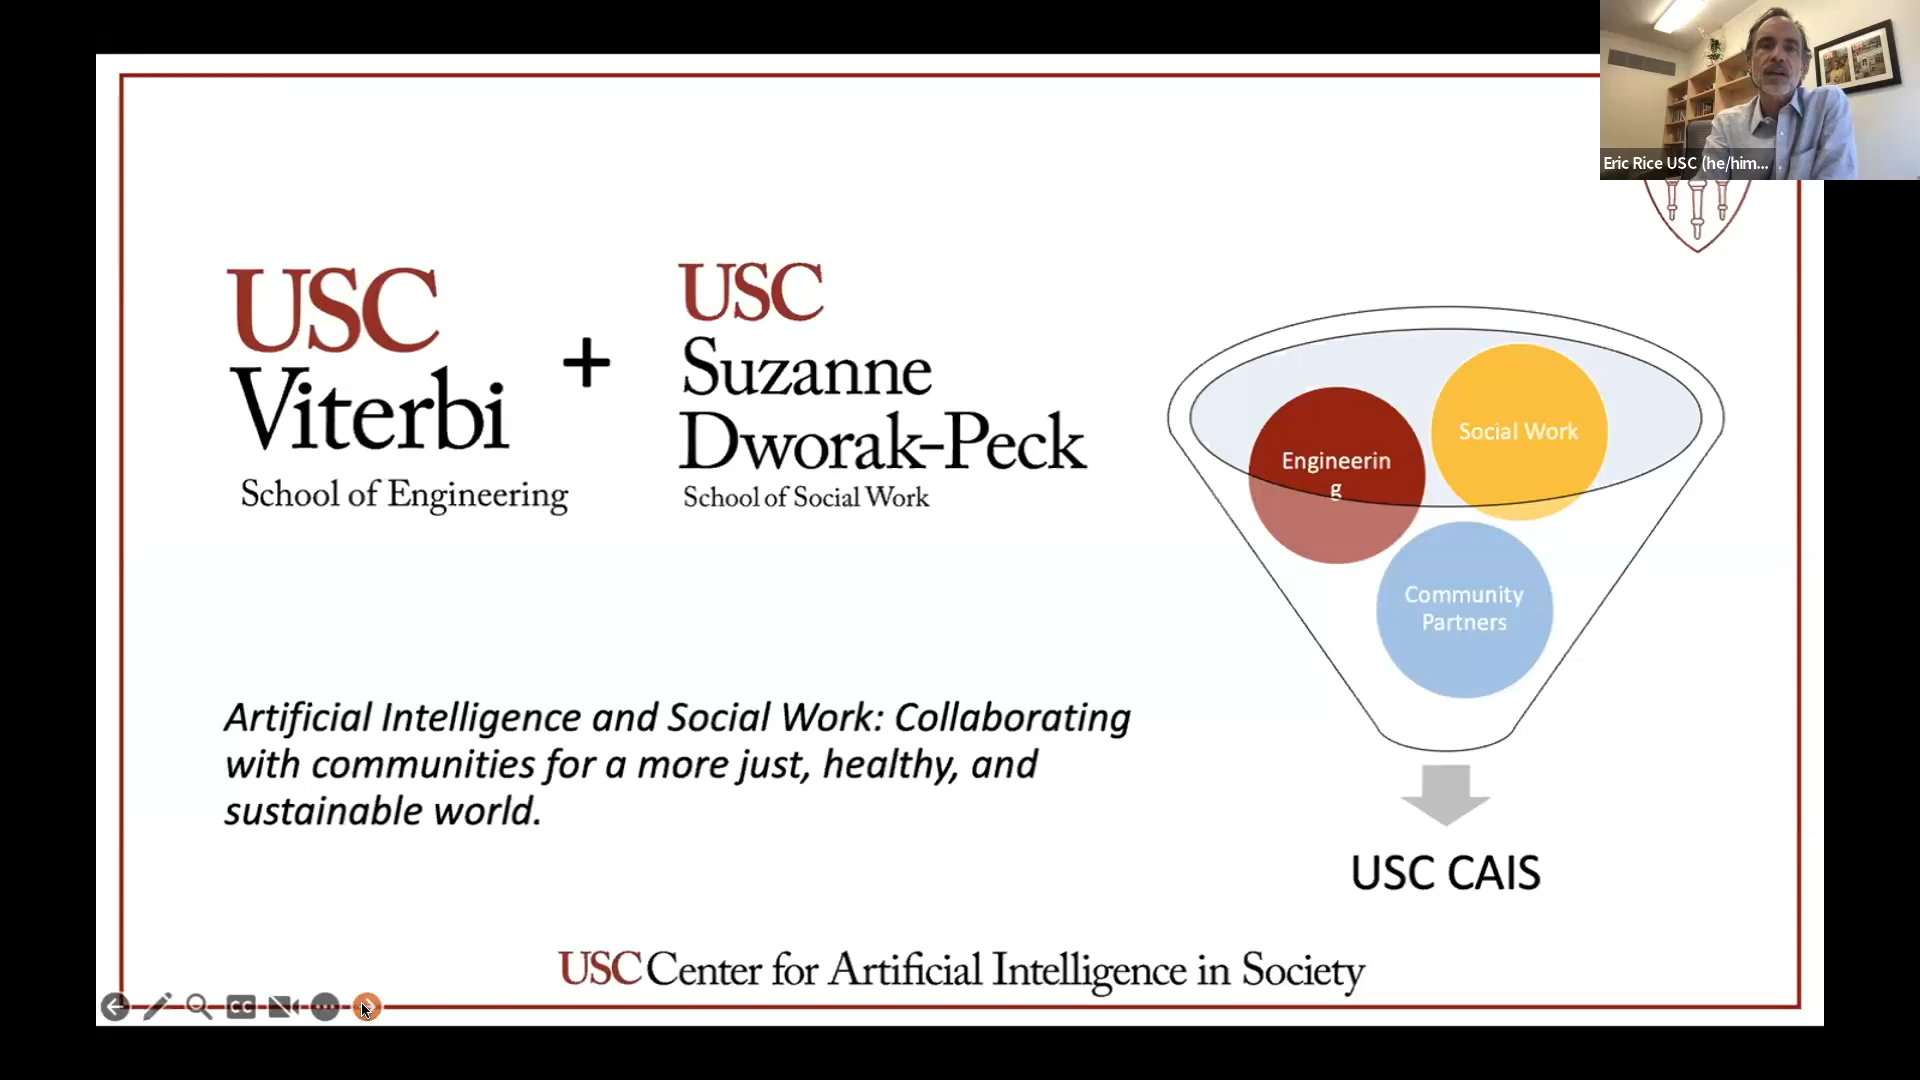 Eric Rice USC (he/him...
USC
Viterbi
School of Engineering
+
USC
Suzanne
Dworak-Peck
School of Social Work
Engineerin
g
Social Work
Community
Partners
Artificial Intelligence and Social Work: Collaborating
with communities for a more just, healthy, and
sustainable world.
USC CAIS
USC Center for Artificial Intelligence in Society
CC